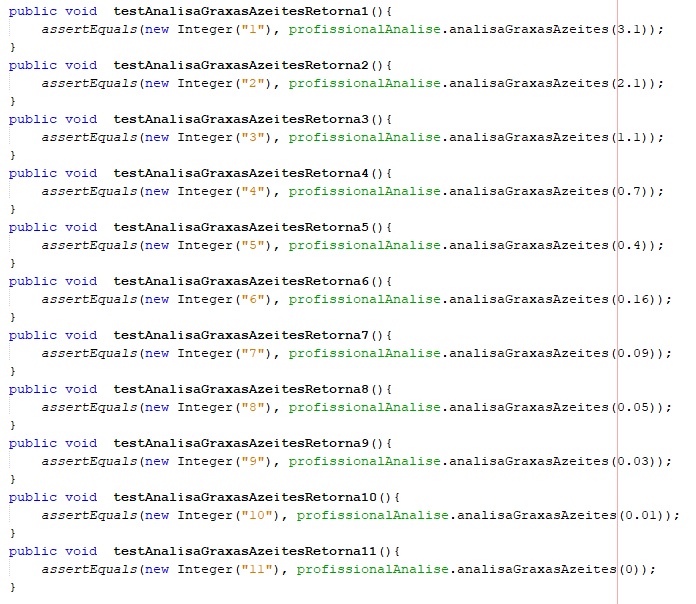 public void  testAnalisaGraxasAzeitesRetorna1(){
    assertEquals(new Integer("1"), profissionalAnalise.analisaGraxasAzeites(3.1));
}
public void  testAnalisaGraxasAzeitesRetorna2(){
    assertEquals(new Integer("2"), profissionalAnalise.analisaGraxasAzeites(2.1));
}
public void  testAnalisaGraxasAzeitesRetorna3(){
    assertEquals(new Integer("3"), profissionalAnalise.analisaGraxasAzeites(1.1));
}
public void  testAnalisaGraxasAzeitesRetorna4(){
    assertEquals(new Integer("4"), profissionalAnalise.analisaGraxasAzeites(0.7));
}
public void  testAnalisaGraxasAzeitesRetorna5(){
    assertEquals(new Integer("5"), profissionalAnalise.analisaGraxasAzeites(0.4));
}
public void  testAnalisaGraxasAzeitesRetorna6(){
    assertEquals(new Integer("6"), profissionalAnalise.analisaGraxasAzeites(0.16));
}
public void  testAnalisaGraxasAzeitesRetorna7(){
    assertEquals(new Integer("7"), profissionalAnalise.analisaGraxasAzeites(0.09));
}
public void  testAnalisaGraxasAzeitesRetorna8(){
    assertEquals(new Integer("8"), profissionalAnalise.analisaGraxasAzeites(0.05));
}
public void  testAnalisaGraxasAzeitesRetorna9(){
    assertEquals(new Integer("9"), profissionalAnalise.analisaGraxasAzeites(0.03));
}
public void  testAnalisaGraxasAzeitesRetorna10(){
    assertEquals(new Integer("10"), profissionalAnalise.analisaGraxasAzeites(0.01));
}
public void  testAnalisaGraxasAzeitesRetorna11(){
    assertEquals(new Integer("11"), profissionalAnalise.analisaGraxasAzeites(0));
}